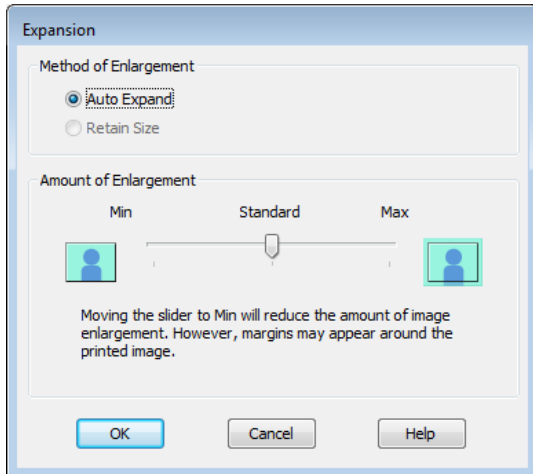 Expansion
Method of Enlargement
Auto Expand
Retain Size
Amount of Enlargement
Min Standard Max
Moving the slider to Min will reduce the amount of image
enlargement. However, margins may appear around the
printed image.
OK Cancel Help